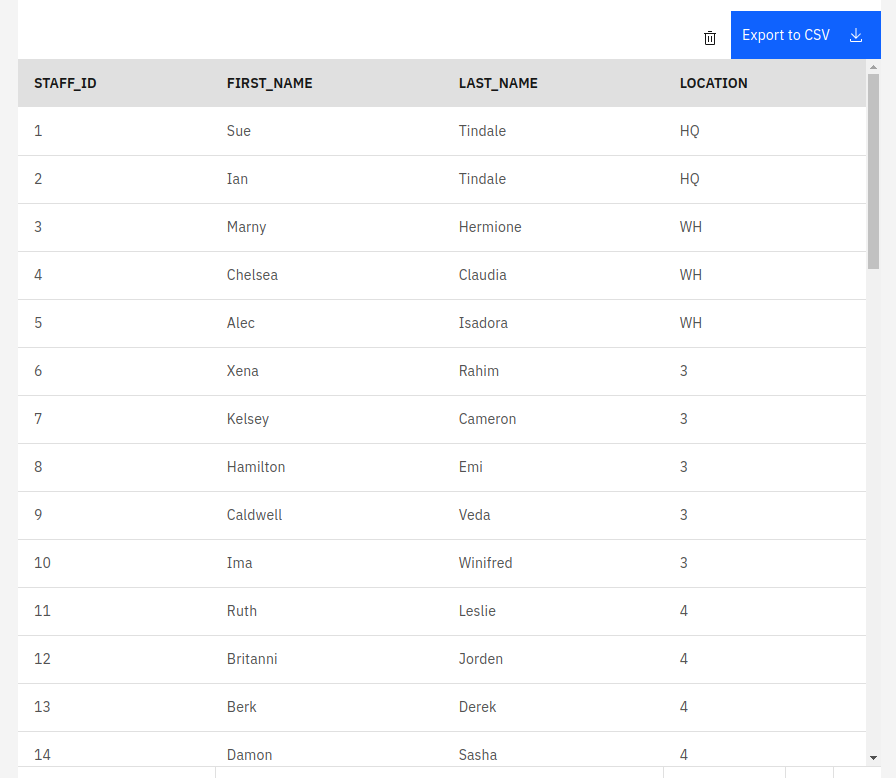 Export to CSV
STAFF_ID FIRST_NAME LAST_NAME LOCATION
1 Sue Tindale HQ
2 Ian Tindale HQ
3 Marny Hermione WH
4 Chelsea Claudia WH
5 Alec Isadora WH
6 Xena Rahim 3
7 Kelsey Cameron 3
8 Hamilton Emi 3
9 Caldwell Veda 3
10 Ima Winifred 3
11 Ruth Leslie 4
12 Britanni Jorden 4
13 Berk Derek 4
14 Damon Sasha 4